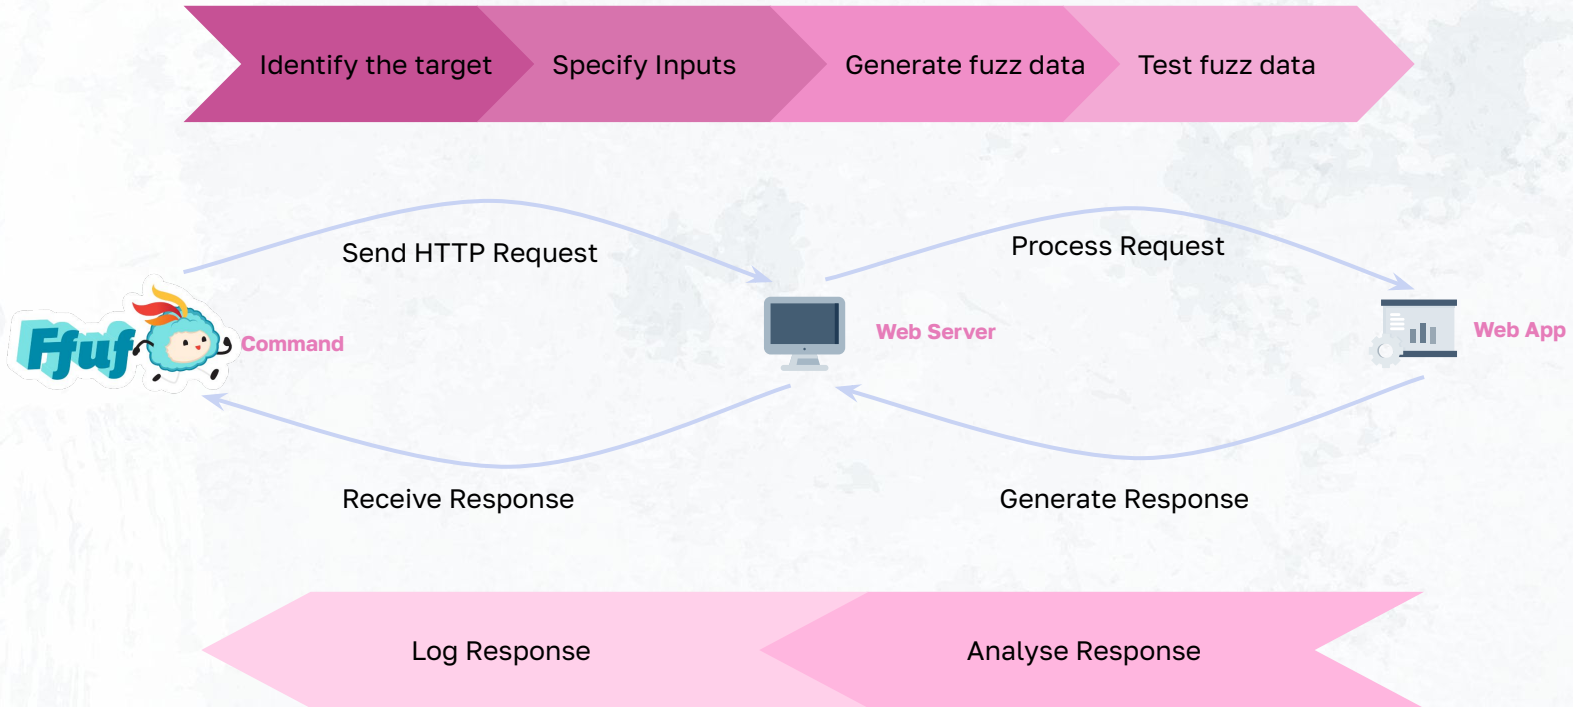 Identify the target
Specify Inputs
Generate fuzz data
Test fuzz data
Send HTTP Request
Process Request
Ffuf
Command
Web Server
Web App
Receive Response
Generate Response
Log Response
Analyse Response